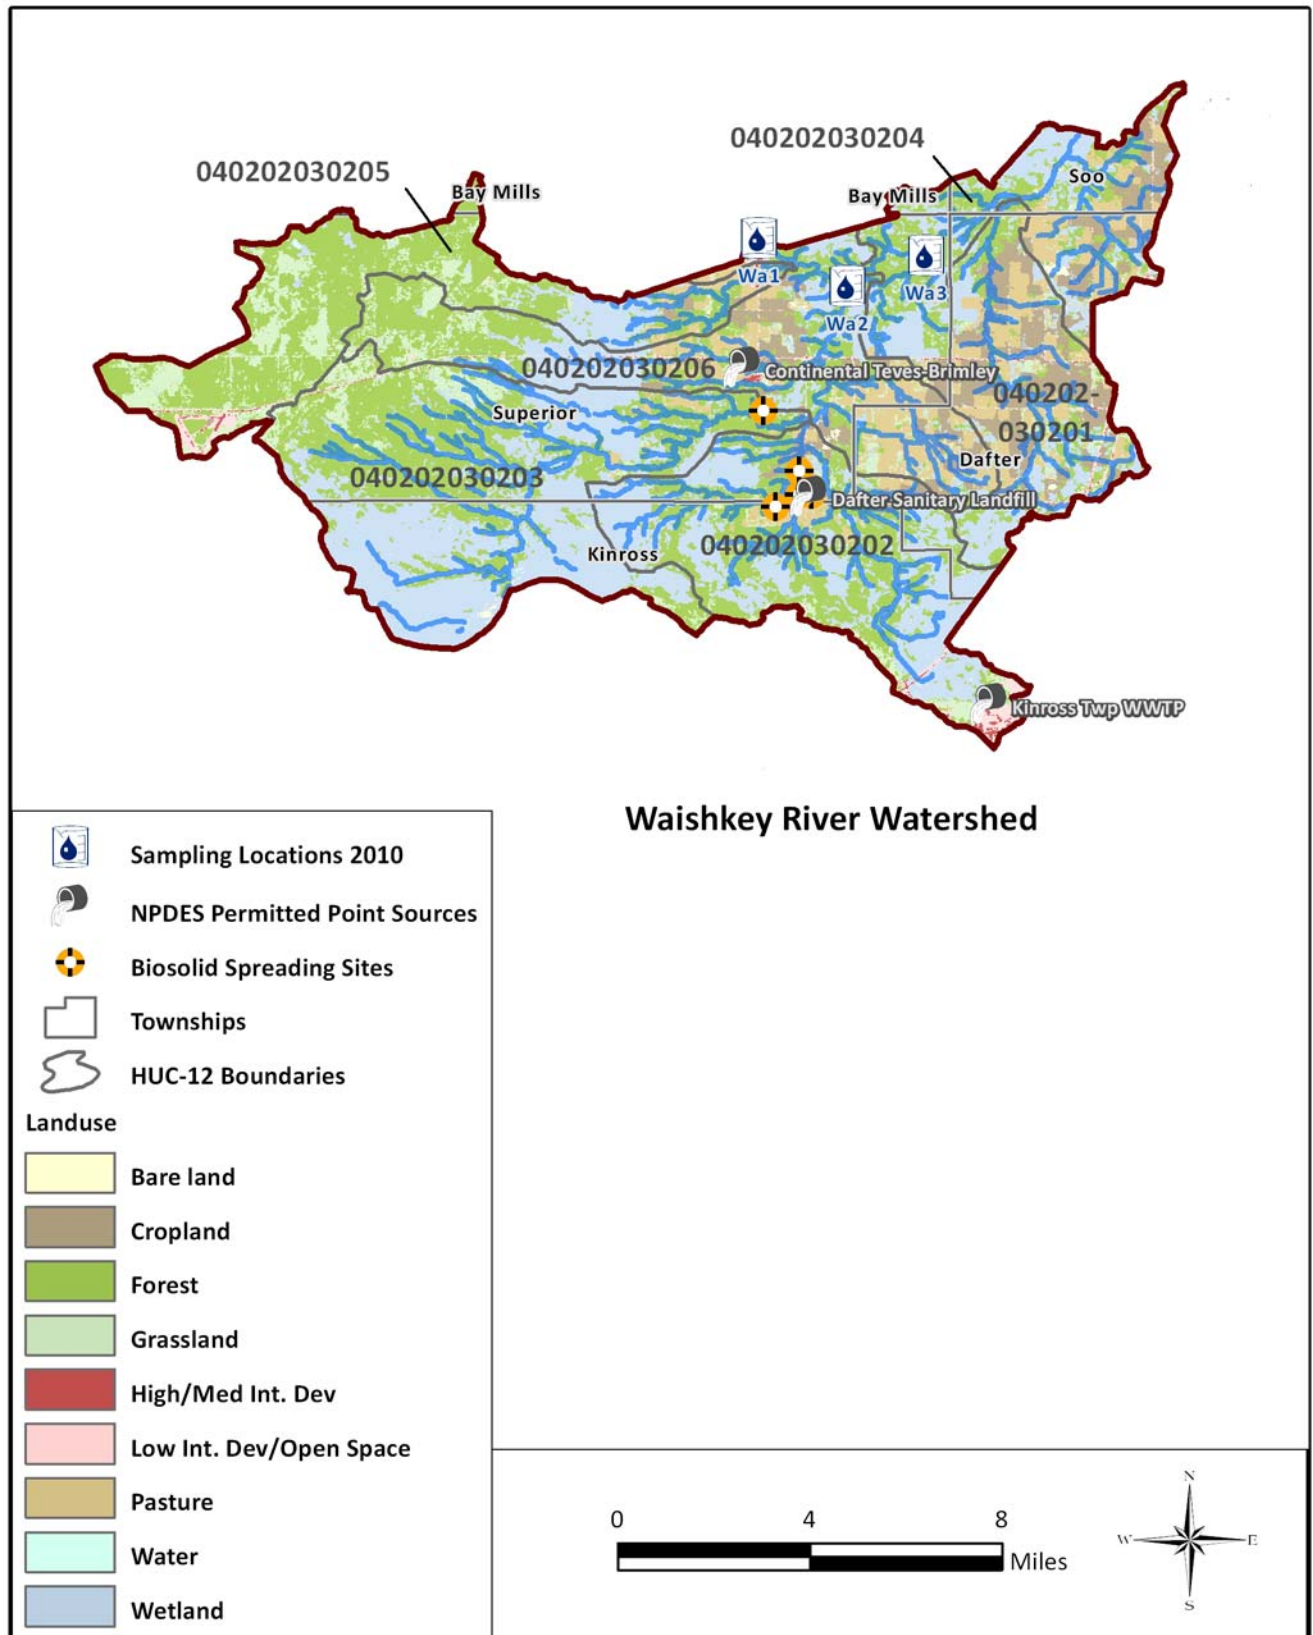 040202030204
040202030205
Soo
Bay Mills
Bay Mills
Wa1
Wa3
Wa2
040202030206
Continental Teves-Brimley
040202-
030201
Superior
Dafter
040202030203
Dafter Sanitary Landfill
040202030202
Kinross
Kinross Twp WWTP
Waishkey River Watershed
Sampling Locations 2010
NPDES Permitted Point Sources
Biosolid Spreading Sites
Townships
HUC-12 Boundaries
Landuse
Bare land
Cropland
Forest
Grassland
High/Med Int. Dev
Low Int. Dev/Open Space
Pasture
Water
Wetland
0 4 8
Miles
N
W E
S